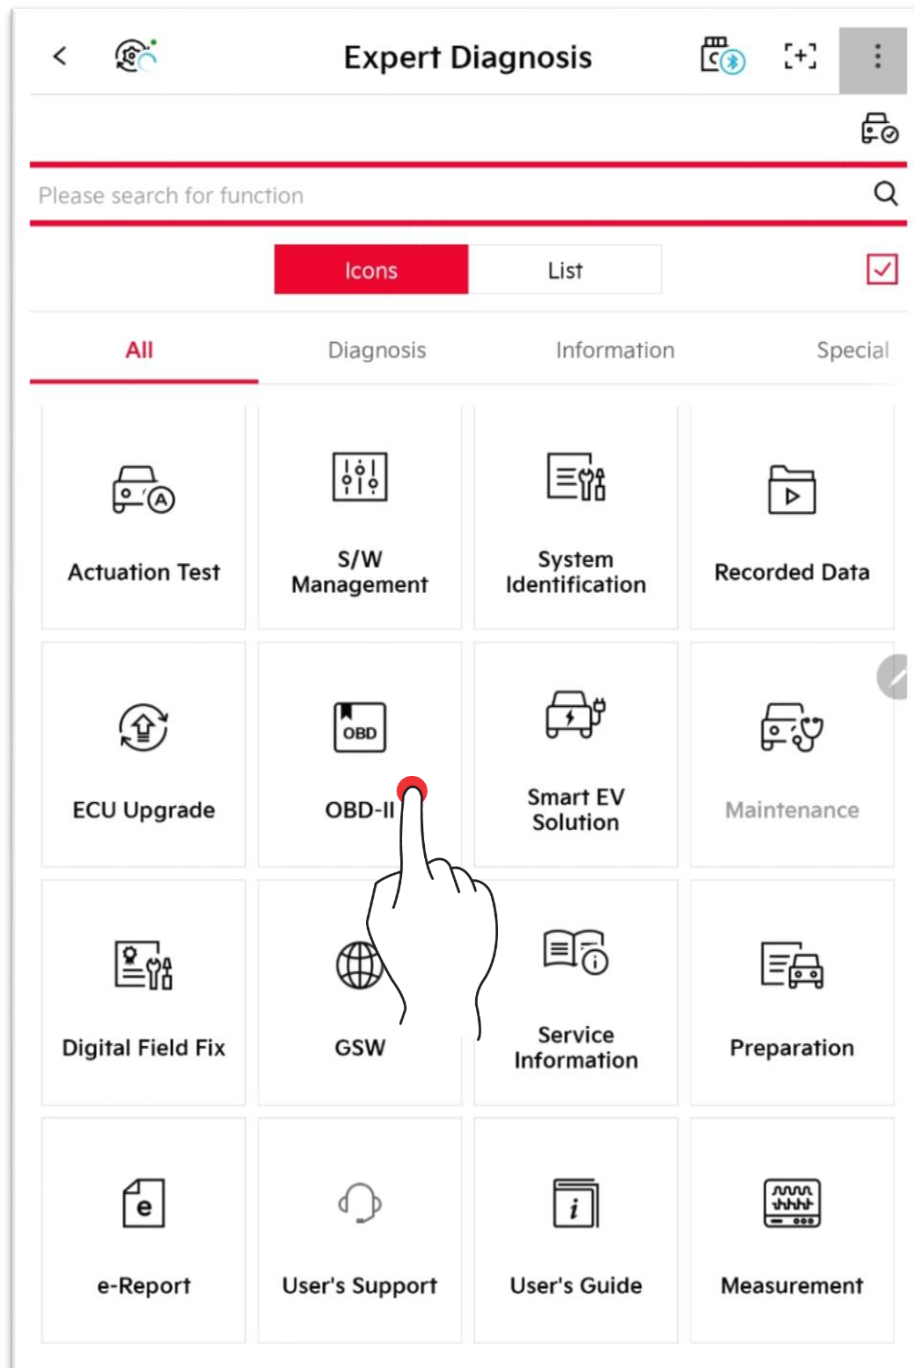 Expert Diagnosis
Please search for function
Icons
List
All
Diagnosis
Information
Special
Actuation Test
S/W
Management
System
Identification
Recorded Data
ECU Upgrade
OBD
OBD-II
Smart EV
Solution
Maintenance
Digital Field Fix
GSW
Service
Information
Preparation
e
e-Report
User's Support
i
User's Guide
Measurement